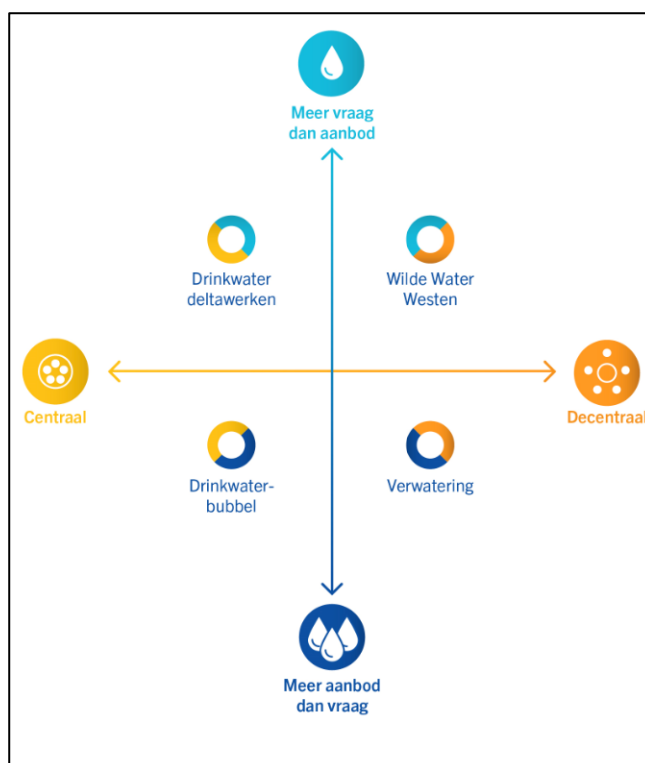 Meer vraag
dan aanbod
Drinkwater
deltawerken
Wilde Water
Westen
Centraal
Decentraal
Drinkwater-
bubbel
Verwatering
Meer aanbod
dan vraag